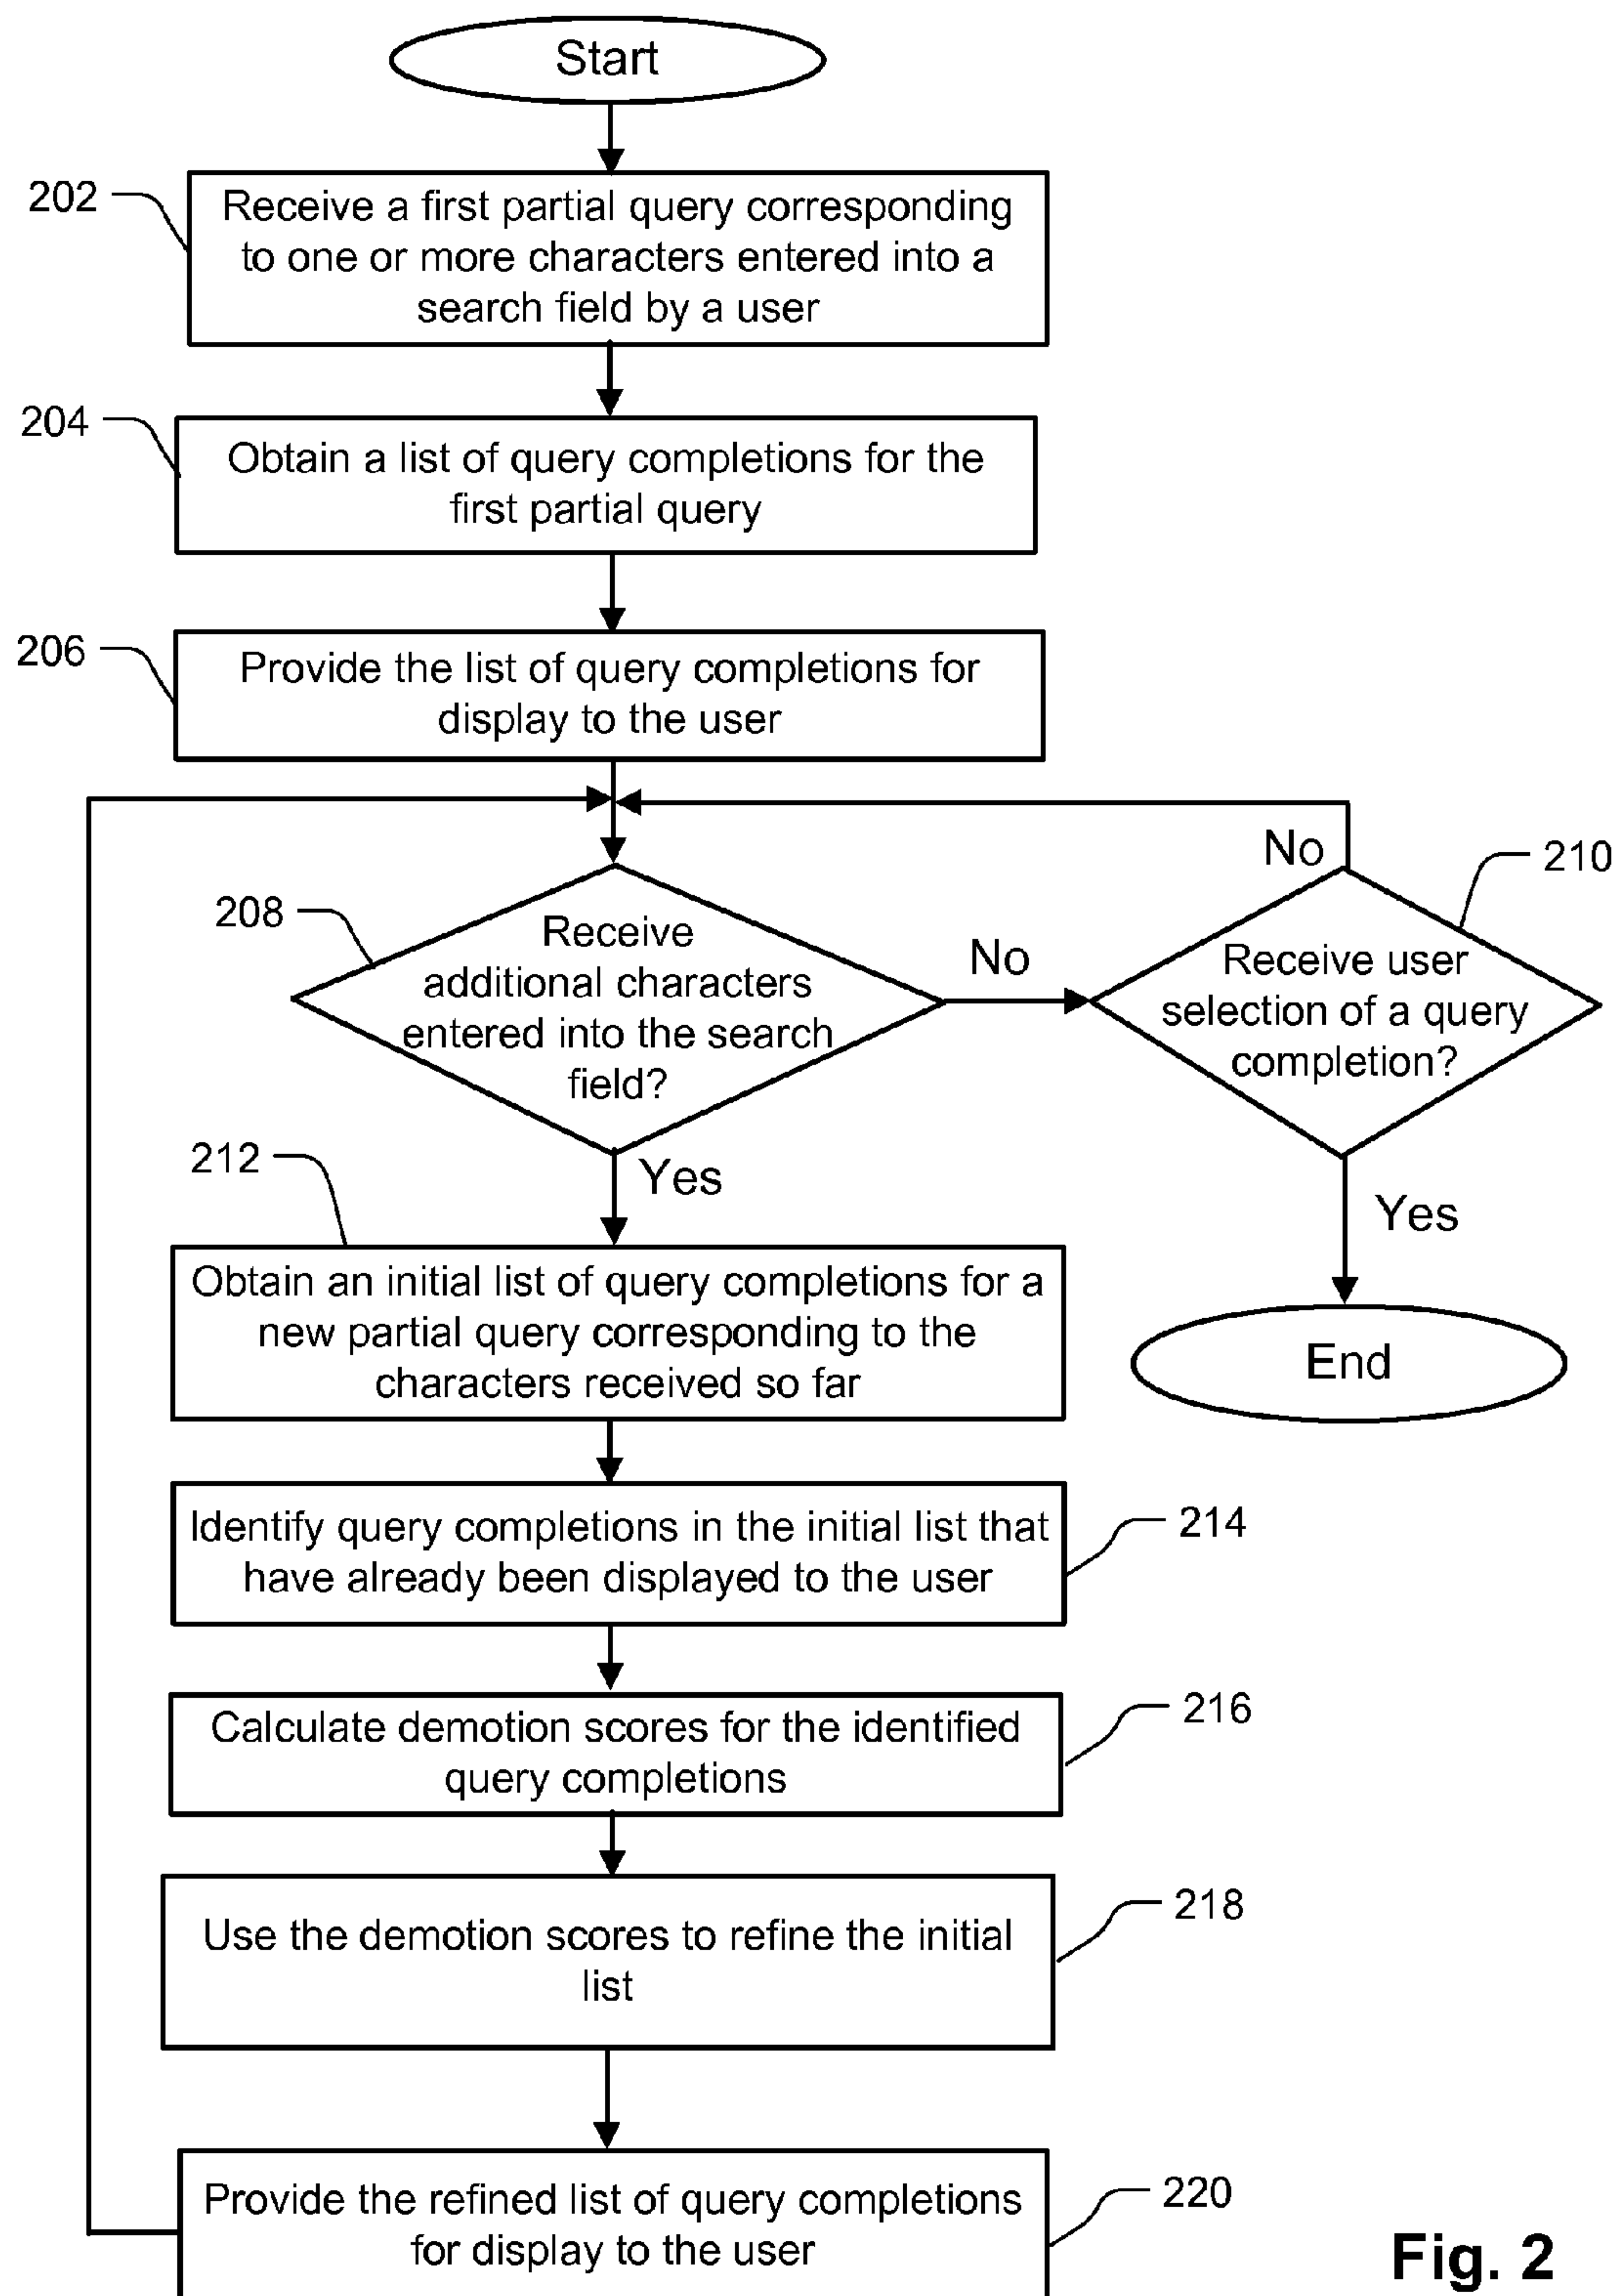 Start
202
Receive a first partial query corresponding
to one or more characters entered into a
search field by a user
204
Obtain a list of query completions for the
first partial query
206
Provide the list of query completions for
display to the user
No
210
208
Receive
additional characters
entered into the search
field?
No
Receive user
selection of a query
completion?
212
Yes
Yes
Obtain an initial list of query completions for a
new partial query corresponding to the
characters received so far
End
Identify query completions in the initial list that
have already been displayed to the user
214
Calculate demotion scores for the identified
query completions
216
Use the demotion scores to refine the initial
list
218
Provide the refined list of query completions
for display to the user
220
Fig. 2